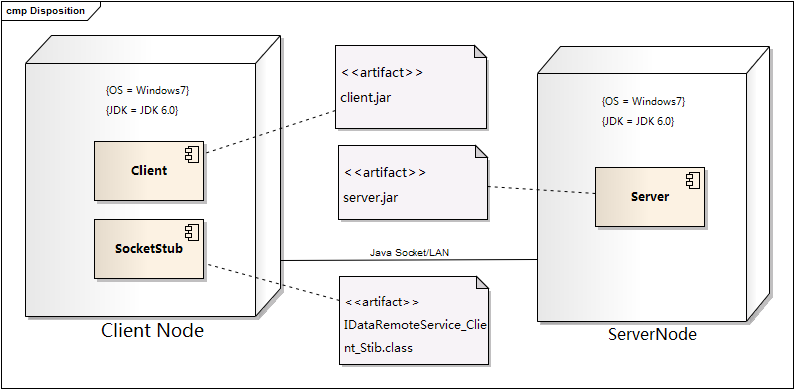 cmp Disposition
{OS = Windows7}
{JDK = JDK 6.0}
Client
SocketStub
Client Node
<<artifact>>
client.jar
<<artifact>>
server.jar
Java Socket/LAN
<<artifact>>
IDataRemoteService_Clie
nt_Stib.class
{OS = Windows7}
{JDK = JDK 6.0}
Server
ServerNode